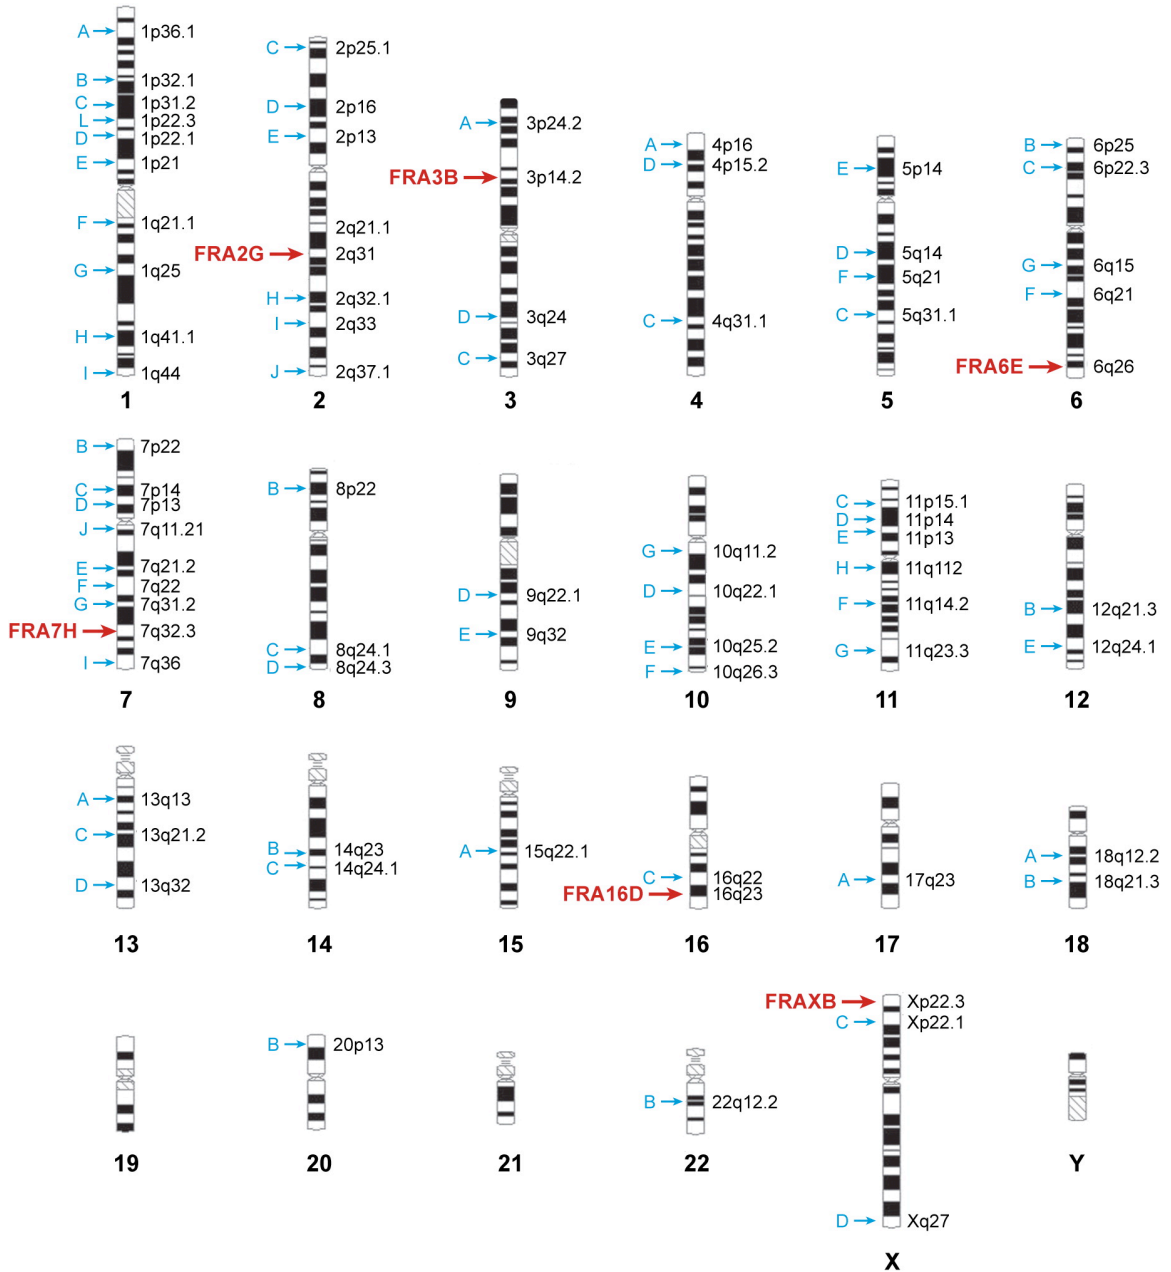 A 1p36.1
B 1p32.1
C 1p31.2
L 1p22.3
D 1p22.1
E 1p21
F 1q21.1
G 1q25
H 1q41.1
I 1q44
1
C 2p25.1
D 2p16
E 2p13
2q21.1
FRA2G 2q31
H 2q32.1
I 2q33
J 2q37.1
2
A 3p24.2
FRA3B 3p14.2
D 3q24
C 3q27
3
A 4p16
D 4p15.2
C 4q31.1
4
E 5p14
D 5q14
F 5q21
C 5q31.1
5
B 6p25
C 6p22.3
G 6q15
F 6q21
FRA6E 6q26
6
B 7p22
C 7p14
D 7p13
J 7q11.21
E 7q21.2
F 7q22
G 7q31.2
FRA7H 7q32.3
I 7q36
7
B 8p22
C 8q24.1
D 8q24.3
8
D 9q22.1
E 9q32
9
G 10q11.2
D 10q22.1
E 10q25.2
F 10q26.3
10
C 11p15.1
D 11p14
E 11p13
H 11q112
F 11q14.2
G 11q23.3
11
B 12q21.3
E 12q24.1
12
A 13q13
C 13q21.2
D 13q32
13
B 14q23
C 14q24.1
14
A 15q22.1
15
C 16q22
FRA16D 16q23
16
A 17q23
17
A 18q12.2
B 18q21.3
18
19
B 20p13
20
21
B 22q12.2
22
FRAXB Xp22.3
C Xp22.1
D Xq27
X
Y